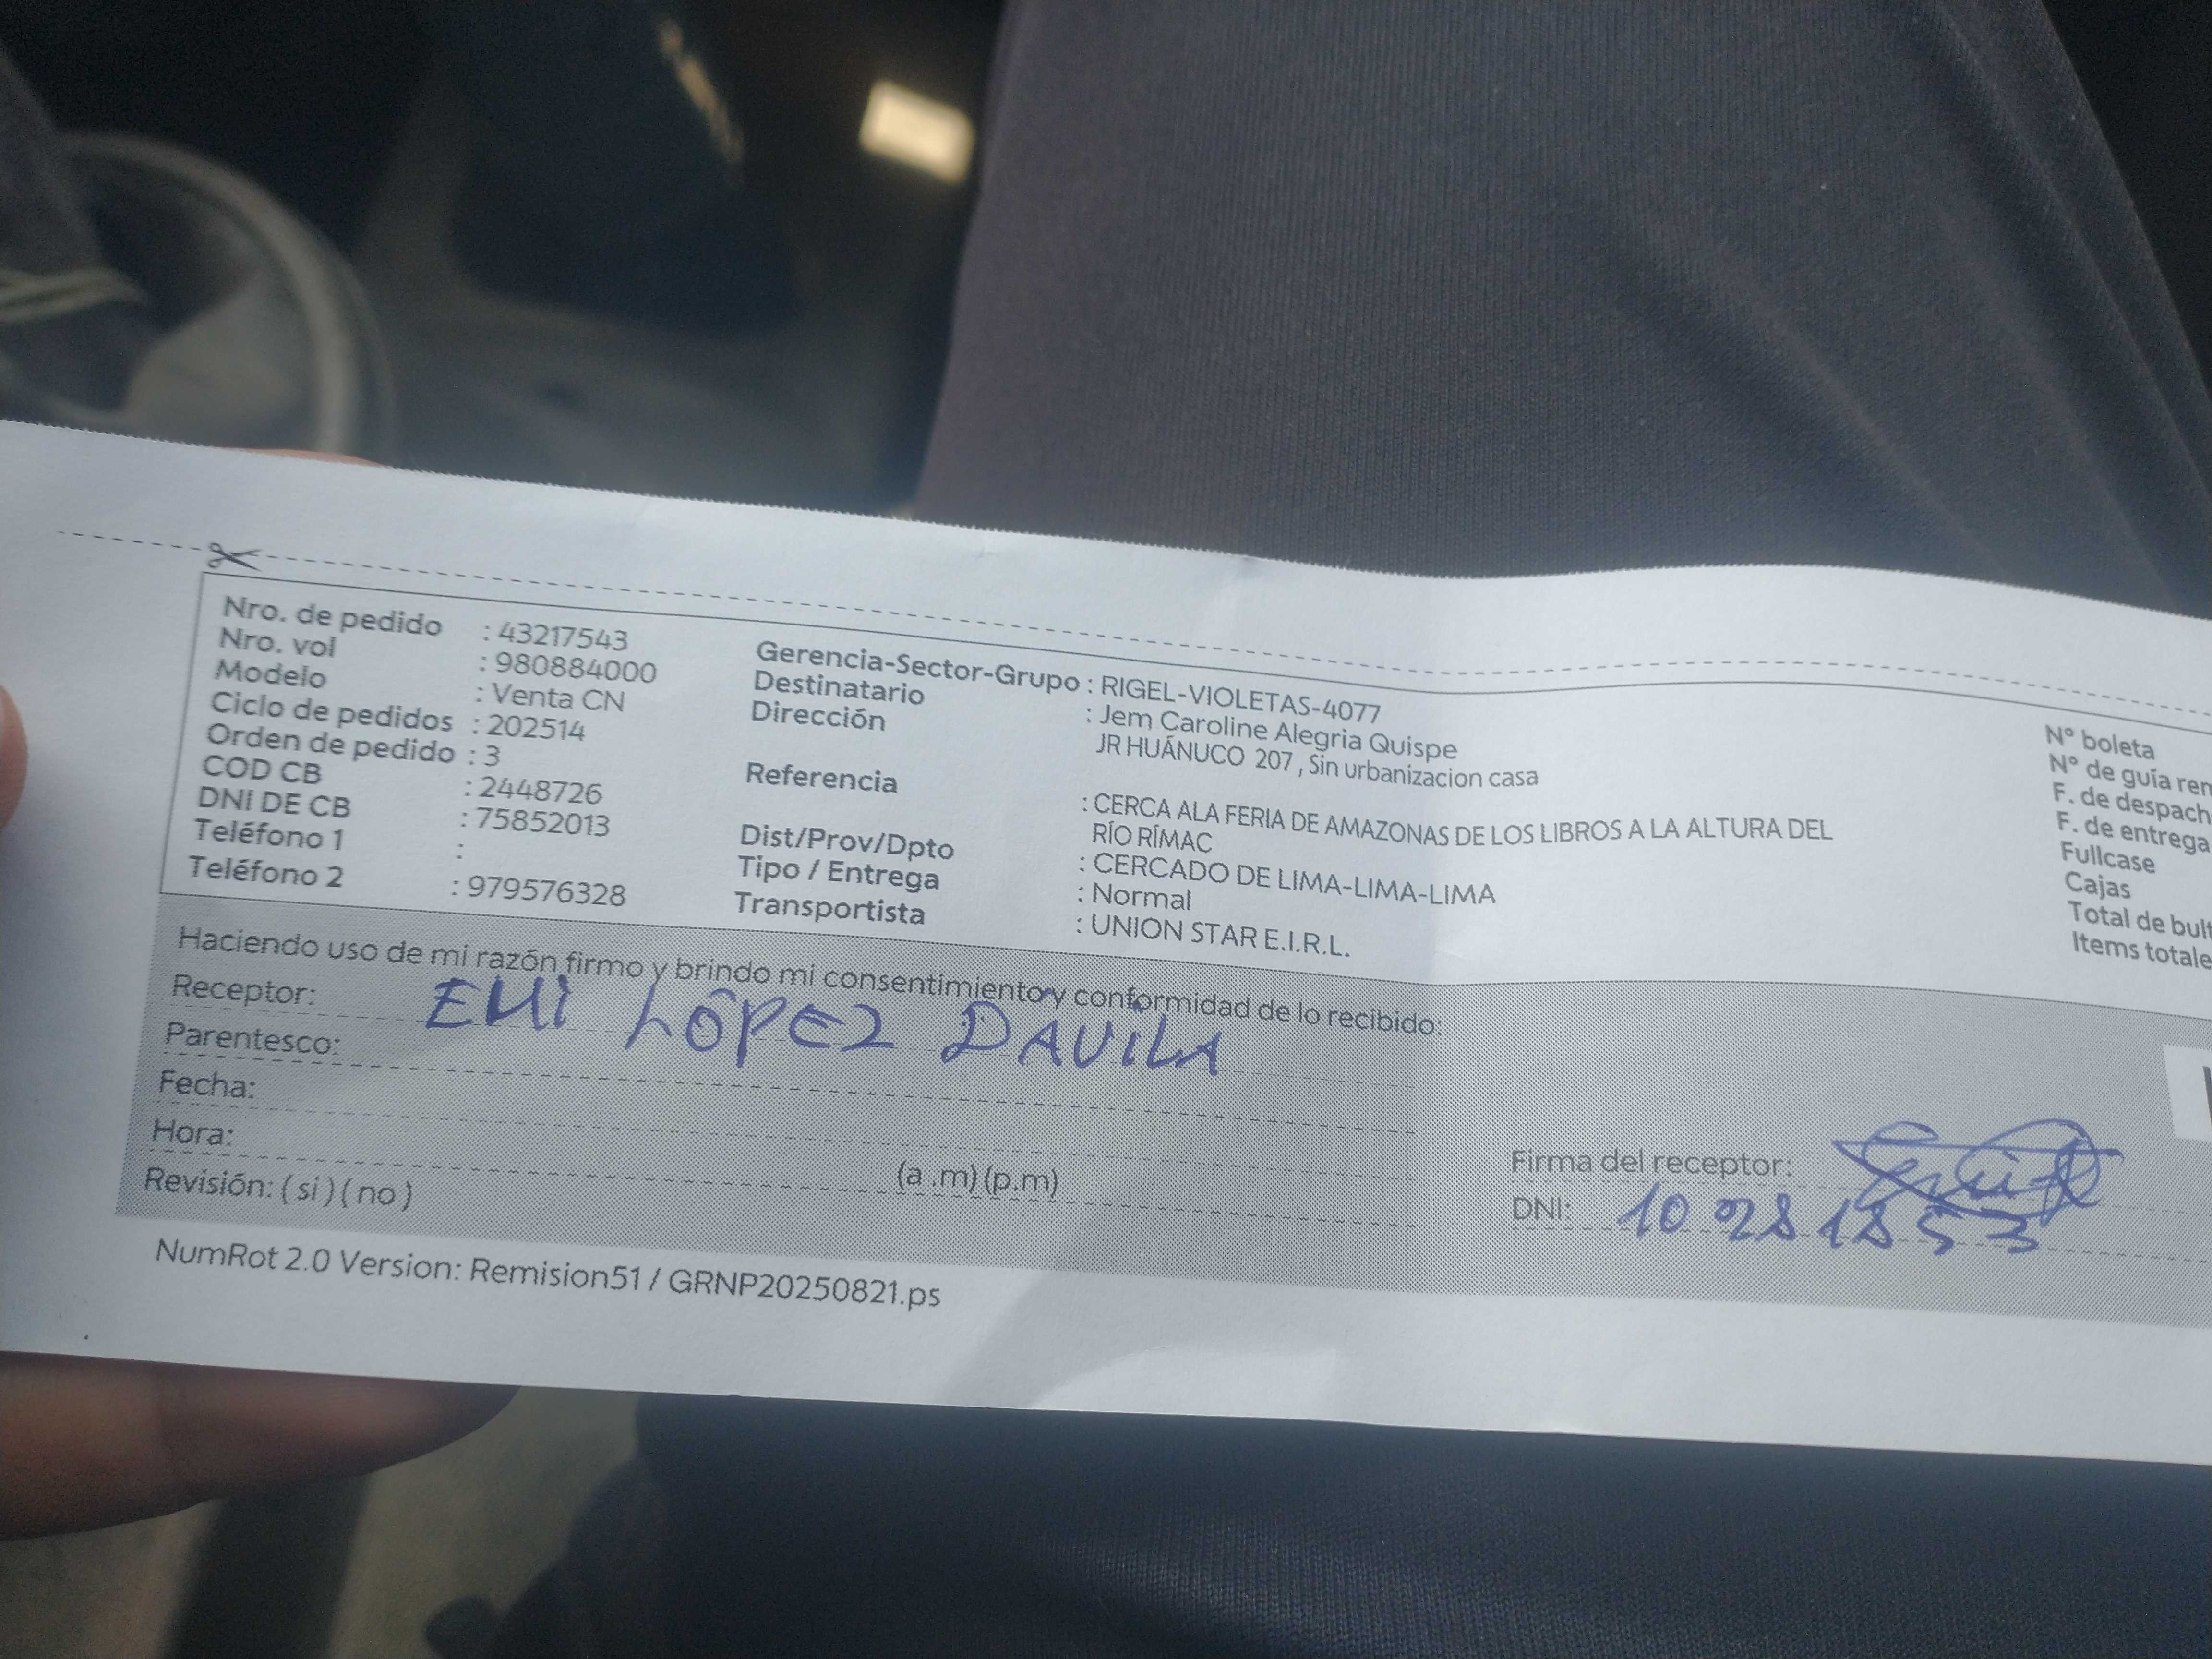 Nro. de pedido : 43217543
Nro. vol : 980884000
Modelo : Venta CN
Ciclo de pedidos : 202514
Orden de pedido : 3
COD CB : 2448726
DNI DE CB : 75852013
Teléfono 1 :
Teléfono 2 : 979576328
Gerencia-Sector-Grupo : RIGEL-VIOLETAS-4077
Destinatario : Jem Caroline Alegria Quispe
Dirección JR HUÁNUCO 207 , Sin urbanizacion casa
Referencia : CERCA ALA FERIA DE AMAZONAS DE LOS LIBROS A LA ALTURA DEL
RÍO RÍMAC
Dist/Prov/Dpto : CERCADO DE LIMA-LIMA-LIMA
Tipo / Entrega : Normal
Transportista : UNION STAR E.I.R.L.
N° boleta
N° de guía rem
F. de despach
F. de entrega
Fullcase
Cajas
Total de bult
Items totale
Haciendo uso de mi razón firmo y brindo mi consentimiento y conformidad de lo recibido:
Receptor: EMI LÓPEZ DAVILA
Parentesco:
Fecha:
Hora: (a .m) (p.m)
Revisión: ( si ) ( no )
Firma del receptor:
DNI: 10281853
NumRot 2.0 Version: Remision51 / GRNP20250821.ps